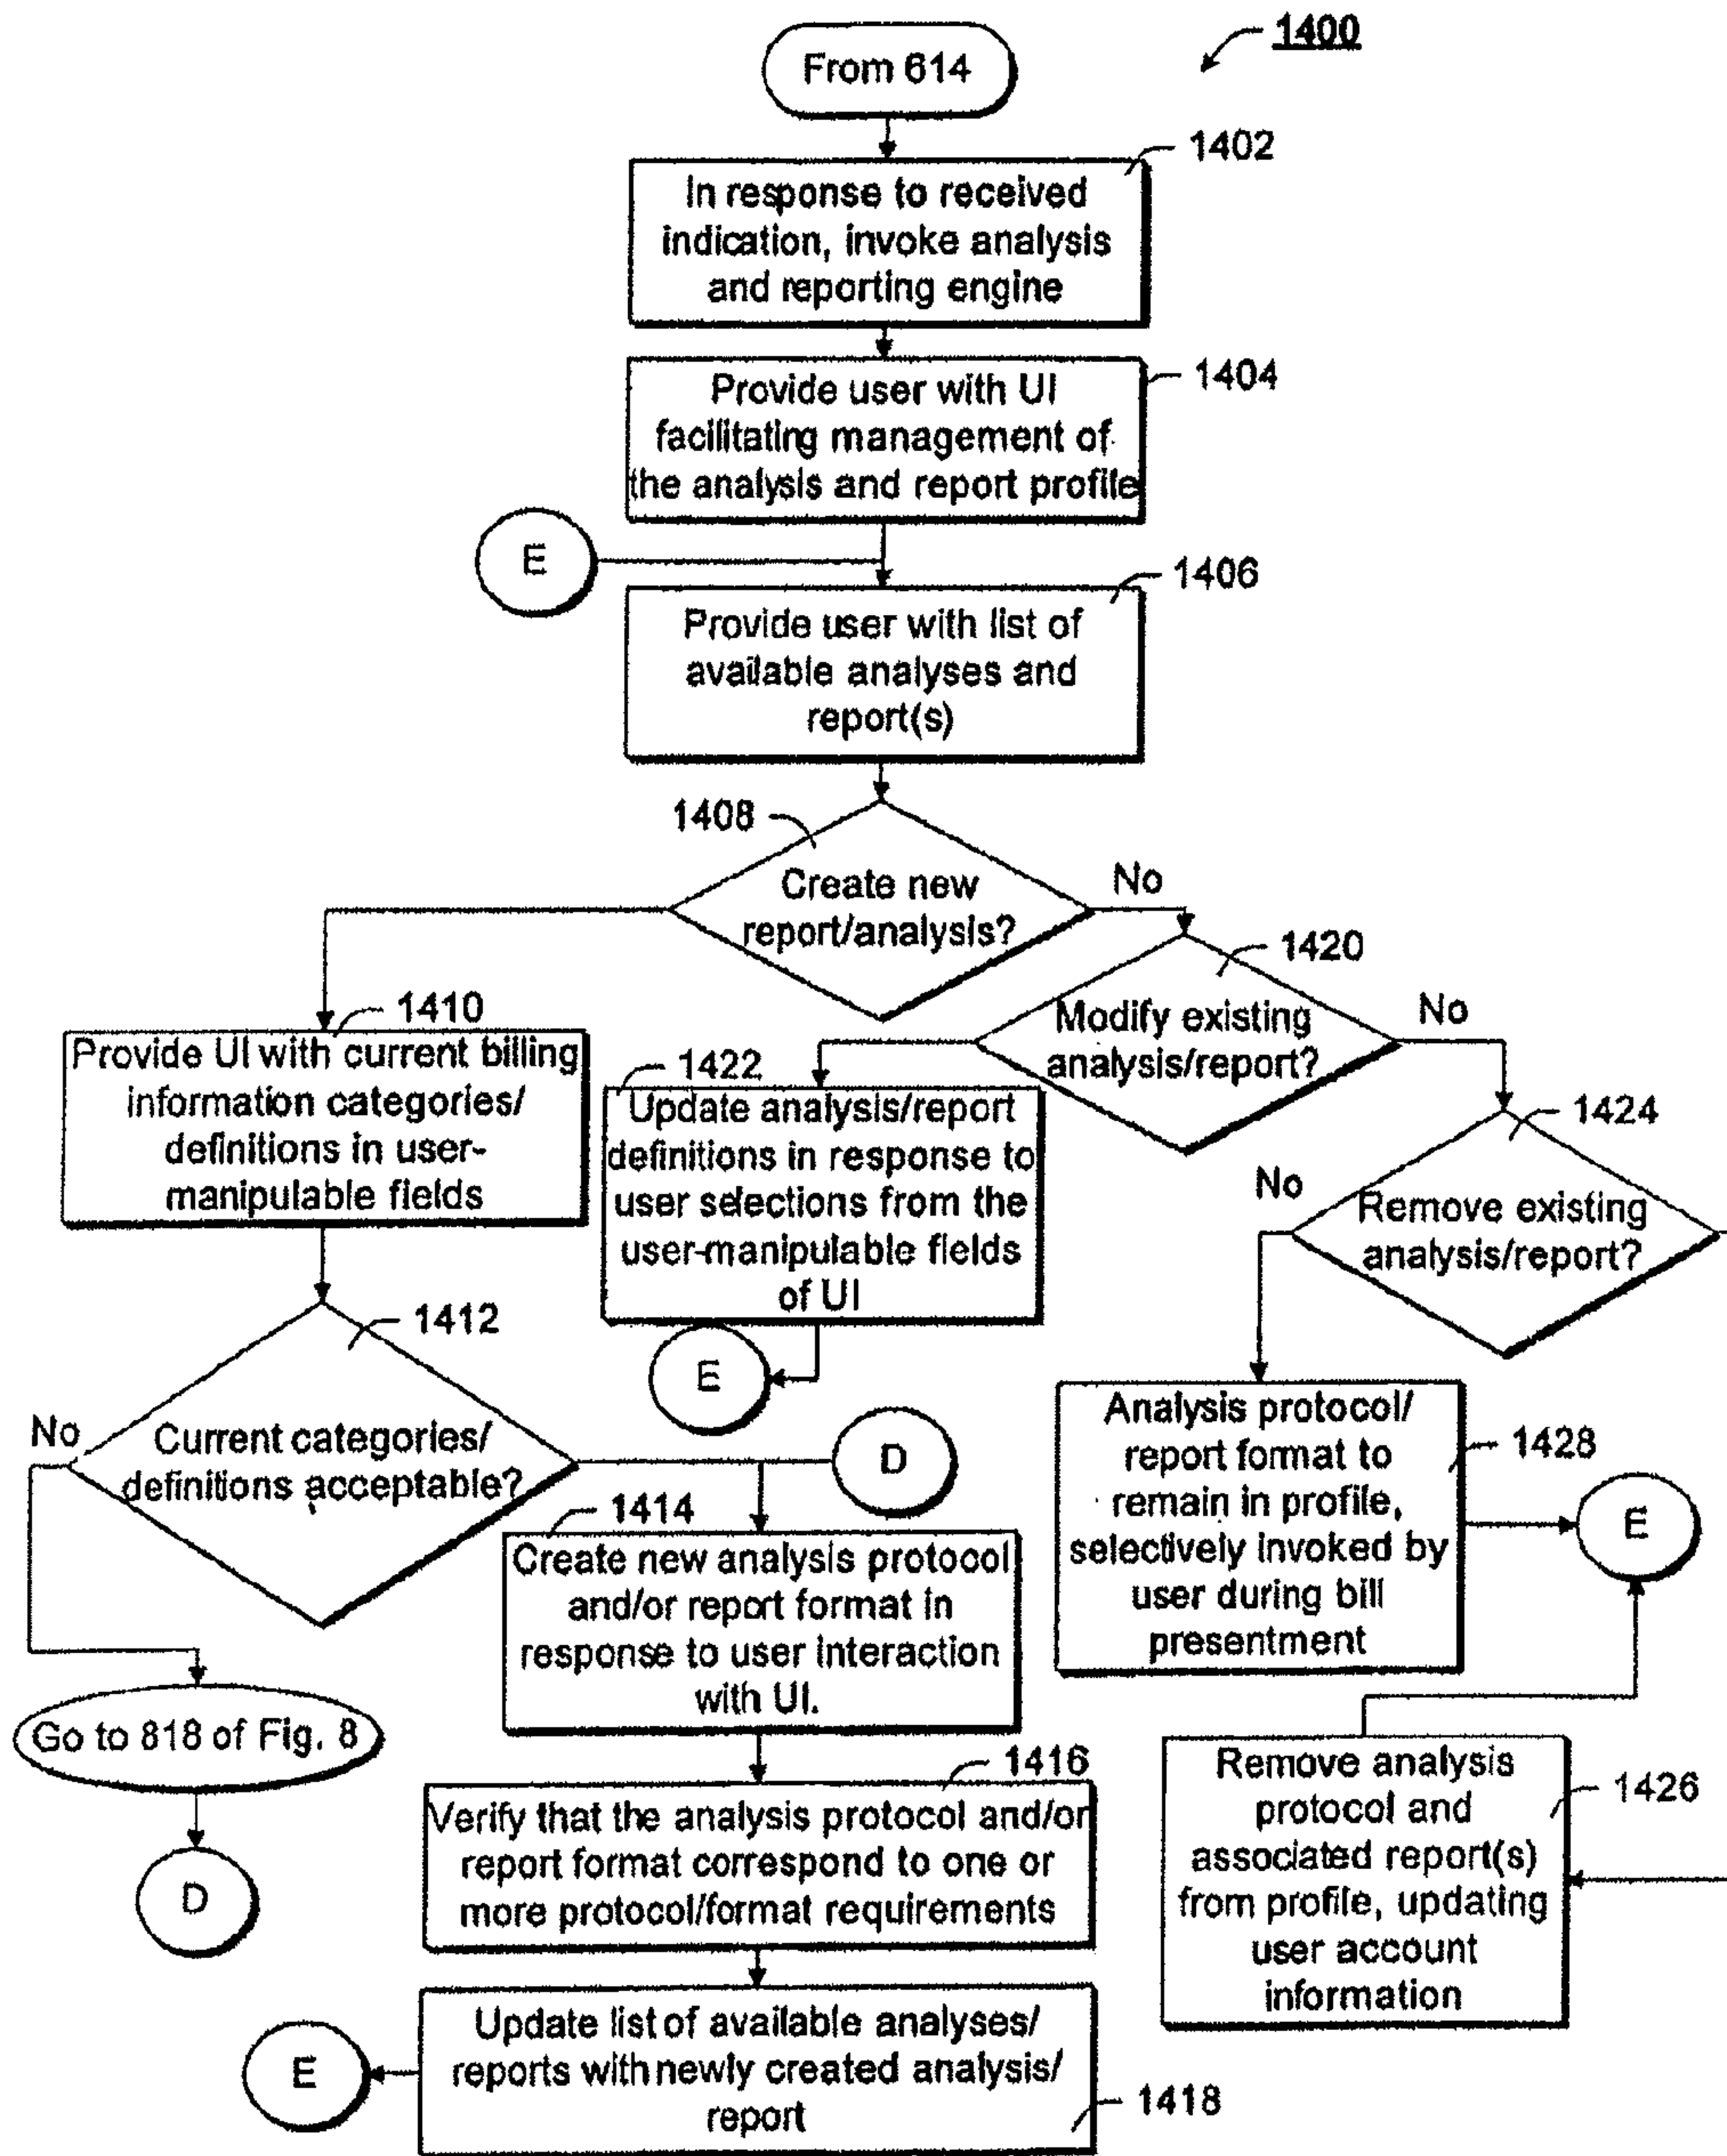 1400
From 614
1402
In response to received
indication, invoke analysis
and reporting engine
1404
Provide user with UI
facilitating management of
the analysis and report profile
E
1406
Provide user with list of
available analyses and
report(s)
1408
Create new
report/analysis?
No
1420
Modify existing
analysis/report?
No
1410
Provide UI with current billing
information categories/
definitions in user-
manipulable fields
1422
Update analysis/report
definitions in response to
user selections from the
user-manipulable fields
of UI
E
1424
No
Remove existing
analysis/report?
1412
No
Current categories/
definitions acceptable?
D
1428
Analysis protocol/
report format to
remain in profile,
selectively invoked by
user during bill
presentment
E
1414
Create new analysis protocol
and/or report format in
response to user interaction
with UI.
Go to 818 of Fig. 8
D
1416
Verify that the analysis protocol and/or
report format correspond to one or
more protocol/format requirements
1426
Remove analysis
protocol and
associated report(s)
from profile, updating
user account
information
E
Update list of available analyses/
reports with newly created analysis/
report
1418